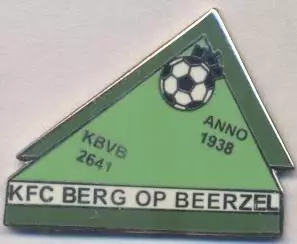 ANNO
1938
KBVB
2641
KFC BERG OP BEERZEL